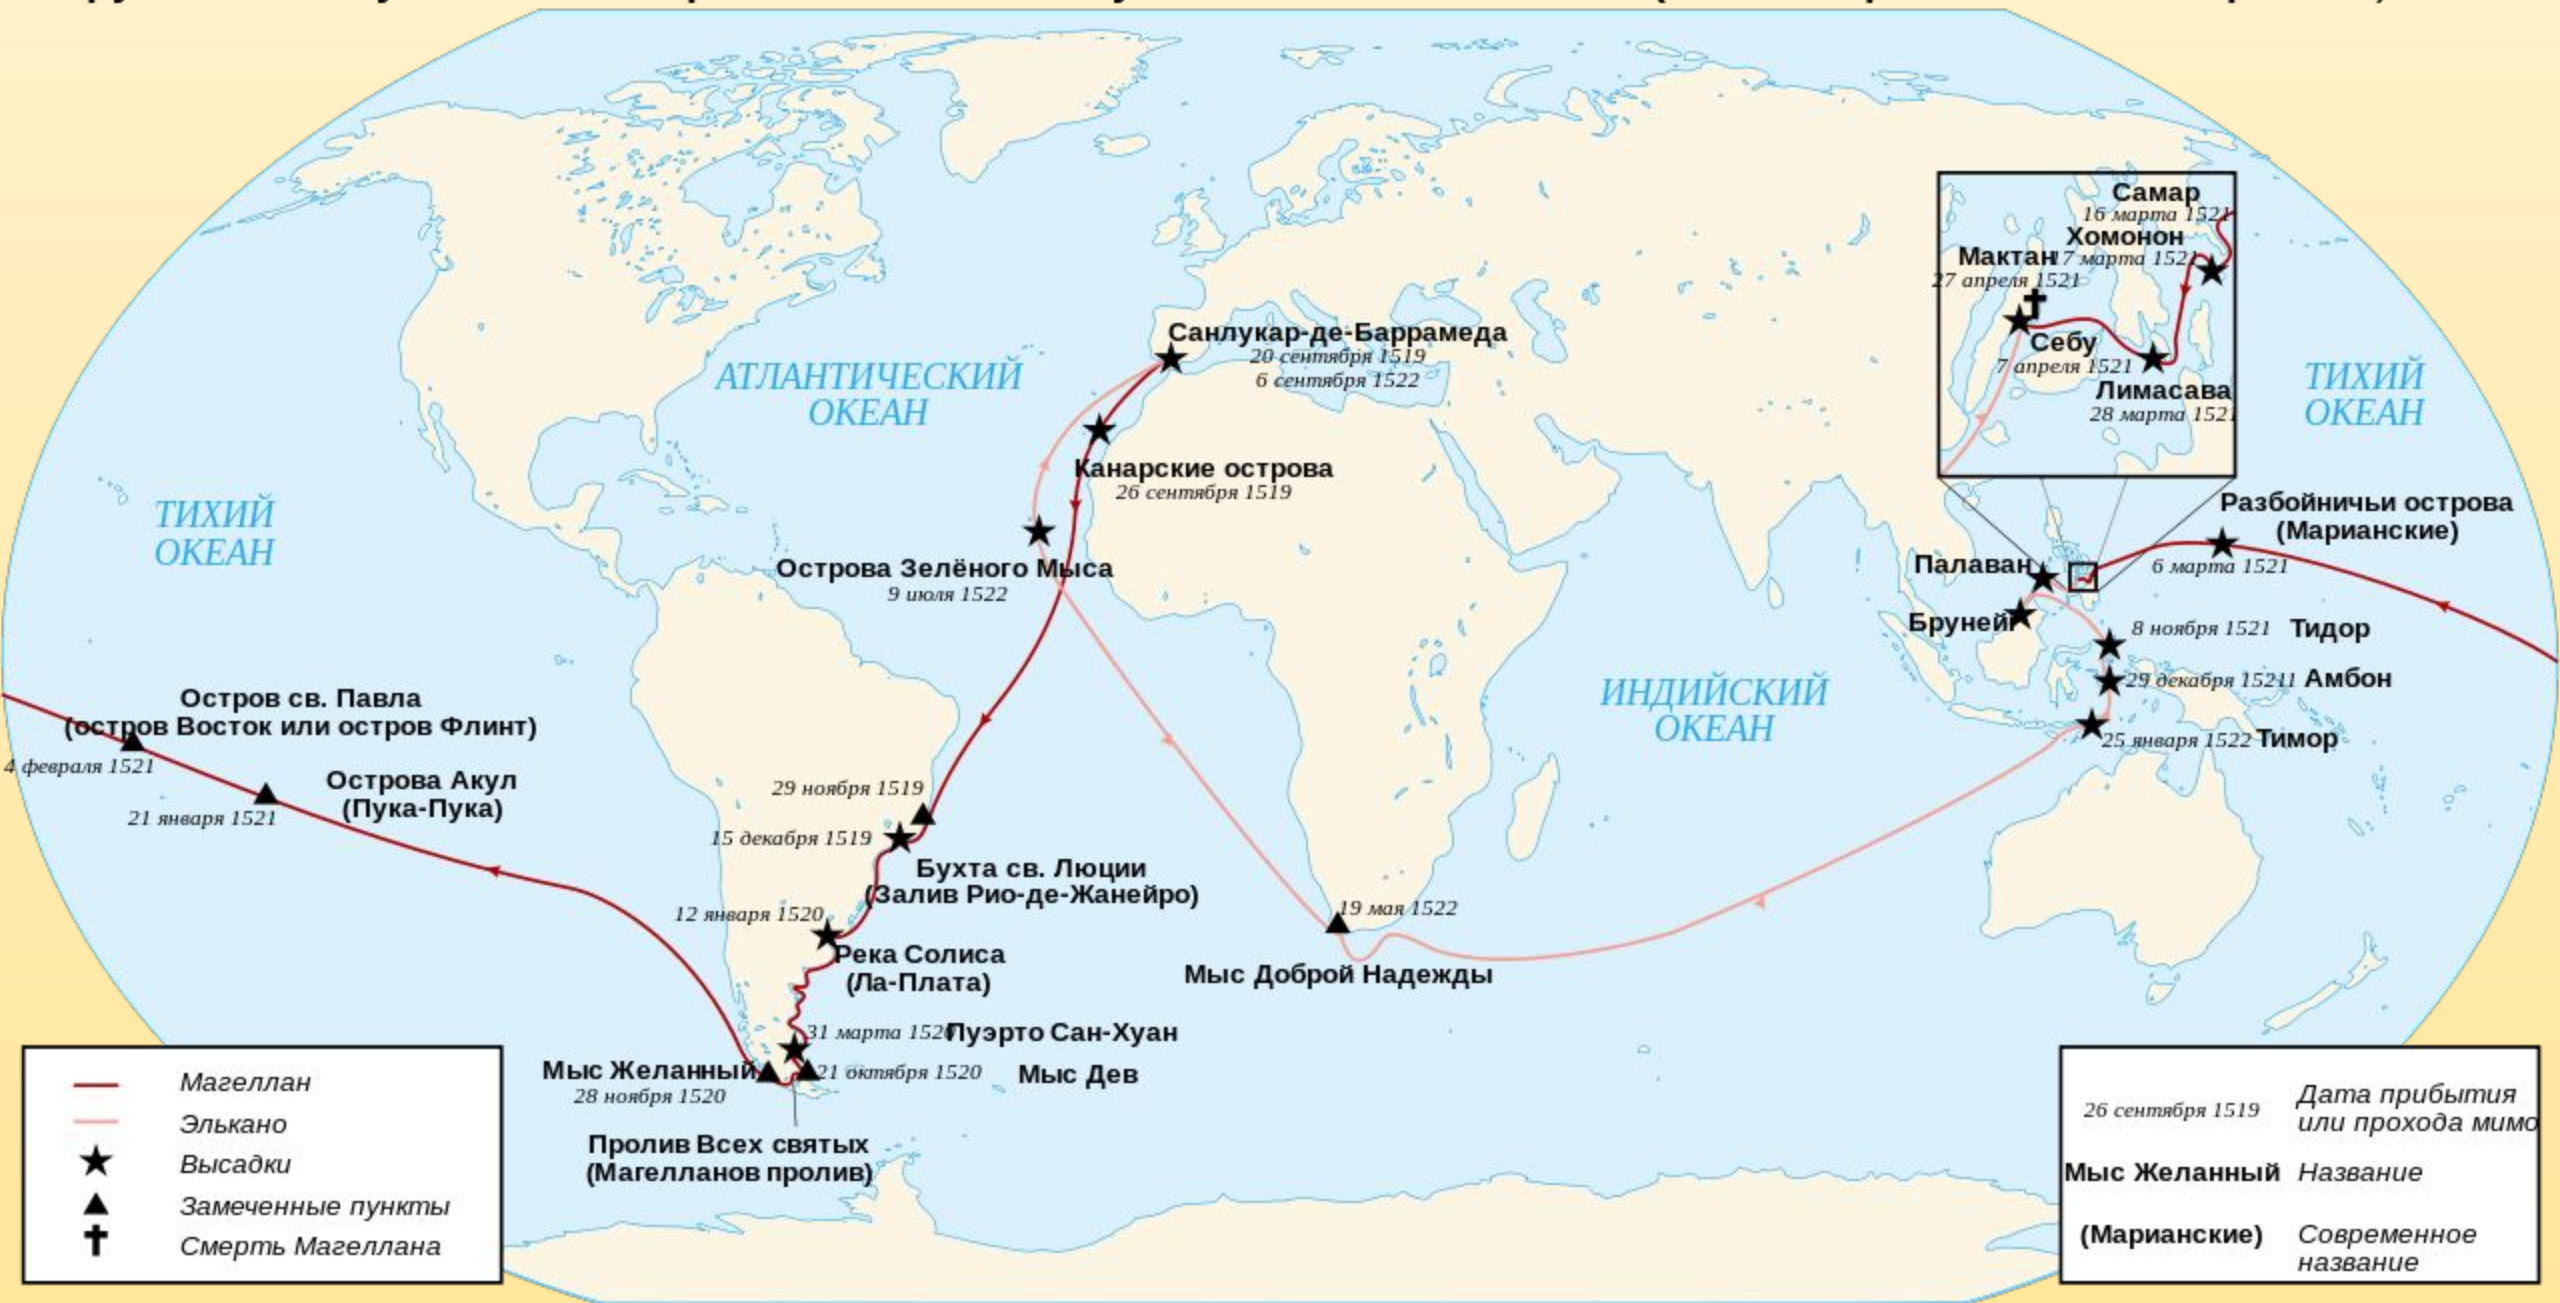 АТЛАНТИЧЕСКИЙ
ОКЕАН
ТИХИЙ
ОКЕАН
ТИХИЙ
ОКЕАН
ИНДИЙСКИЙ
ОКЕАН
Самар
16 марта 1521
Хомонон
17 марта 1521
Мактан
27 апреля 1521
Себу
7 апреля 1521
Лимасава
28 марта 1521
Санлукар-де-Баррамеда
20 сентября 1519
6 сентября 1522
Канарские острова
26 сентября 1519
Острова Зелёного Мыса
9 июля 1522
Разбойничьи острова
(Марианские)
6 марта 1521
Палаван
Бруней
8 ноября 1521 Тидор
29 декабря 15211 Амбон
25 января 1522 Тимор
Остров св. Павла
(остров Восток или остров Флинт)
4 февраля 1521
Острова Акул
(Пука-Пука)
21 января 1521
29 ноября 1519
15 декабря 1519
Бухта св. Люции
(Залив Рио-де-Жанейро)
12 января 1520
Река Солиса
(Ла-Плата)
19 мая 1522
Мыс Доброй Надежды
31 марта 1520 Пуэрто Сан-Хуан
21 октября 1520 Мыс Дев
Мыс Желанный
28 ноября 1520
Пролив Всех святых
(Магелланов пролив)
Магеллан
Элькано
Высадки
Замеченные пункты
Смерть Магеллана
26 сентября 1519 Дата прибытия
или прохода мимо
Мыс Желанный Название
(Марианские) Современное
название